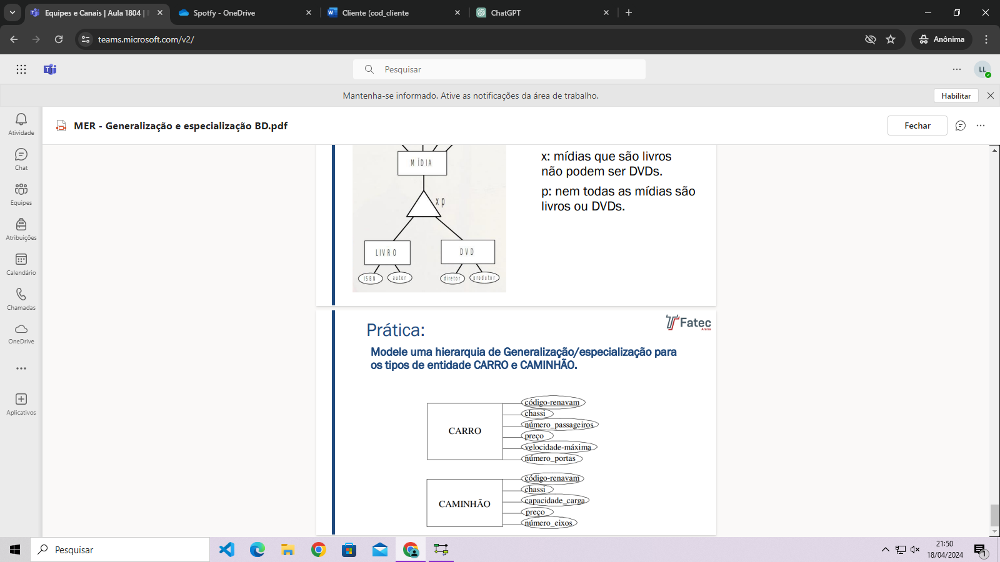 Equipes e Canais | Aula 1804 |
Spotfy - OneDrive
Cliente (cod_cliente
ChatGPT
teams.microsoft.com/v2/
Anônima
Pesquisar
LL
Mantenha-se informado. Ative as notificações da área de trabalho.
Habilitar
Atividade
Chat
Equipes
Atribuições
Calendário
Chamadas
OneDrive
Aplicativos
MER - Generalização e especialização BD.pdf
Fechar
MÍDIA
x p
LIVRO
DVD
ISBN
autor
diretor
produtor
x: mídias que são livros
não podem ser DVDs.
p: nem todas as mídias são
livros ou DVDs.
Fatec
Araras
Prática:
Modele uma hierarquia de Generalização/especialização para
os tipos de entidade CARRO e CAMINHÃO.
CARRO
código-renavam
chassi
número_passageiros
preço
velocidade-máxima
número_portas
CAMINHÃO
código-renavam
chassi
capacidade_carga
preço
número_eixos
Pesquisar
21:50
18/04/2024
1